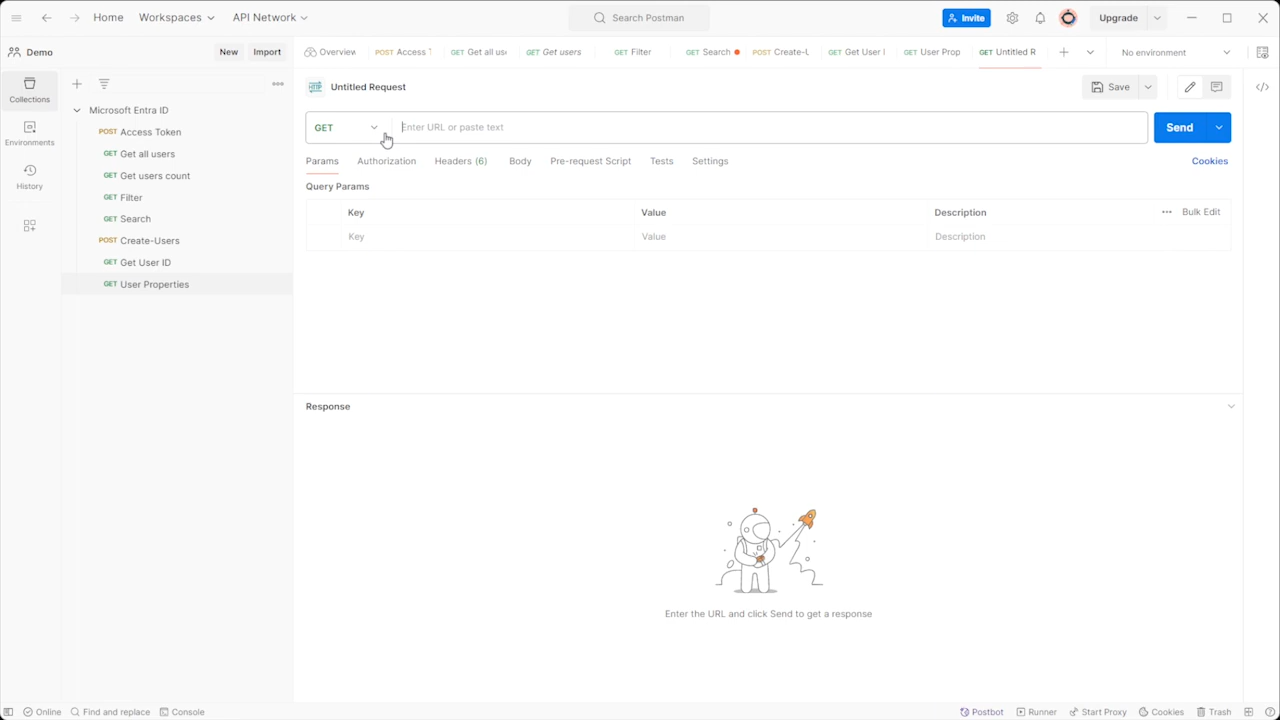 Home Workspaces API Network Search Postman Invite Upgrade
Demo New Import Overview POST Access T GET Get all us GET Get users GET Filter GET Search POST Create-U GET Get User I GET User Prop GET Untitled R No environment
Collections
Environments
History
Microsoft Entra ID
POST Access Token
GET Get all users
GET Get users count
GET Filter
GET Search
POST Create-Users
GET Get User ID
GET User Properties
HTTP Untitled Request Save
GET Enter URL or paste text Send
Params Authorization Headers (6) Body Pre-request Script Tests Settings Cookies
Query Params
Key Value Description Bulk Edit
Key Value Description
Response
Enter the URL and click Send to get a response
Online Find and replace Console Postbot Runner Start Proxy Cookies Trash